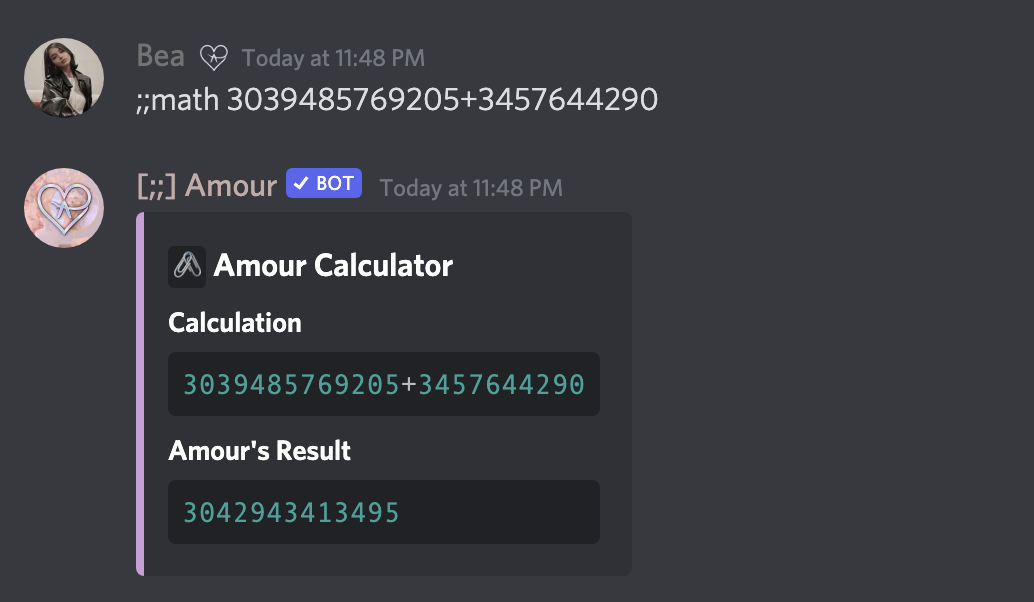 Bea Today at 11:48 PM
;;math 3039485769205+3457644290
[;;] Amour BOT Today at 11:48 PM
Amour Calculator
Calculation
3039485769205+3457644290
Amour's Result
3042943413495